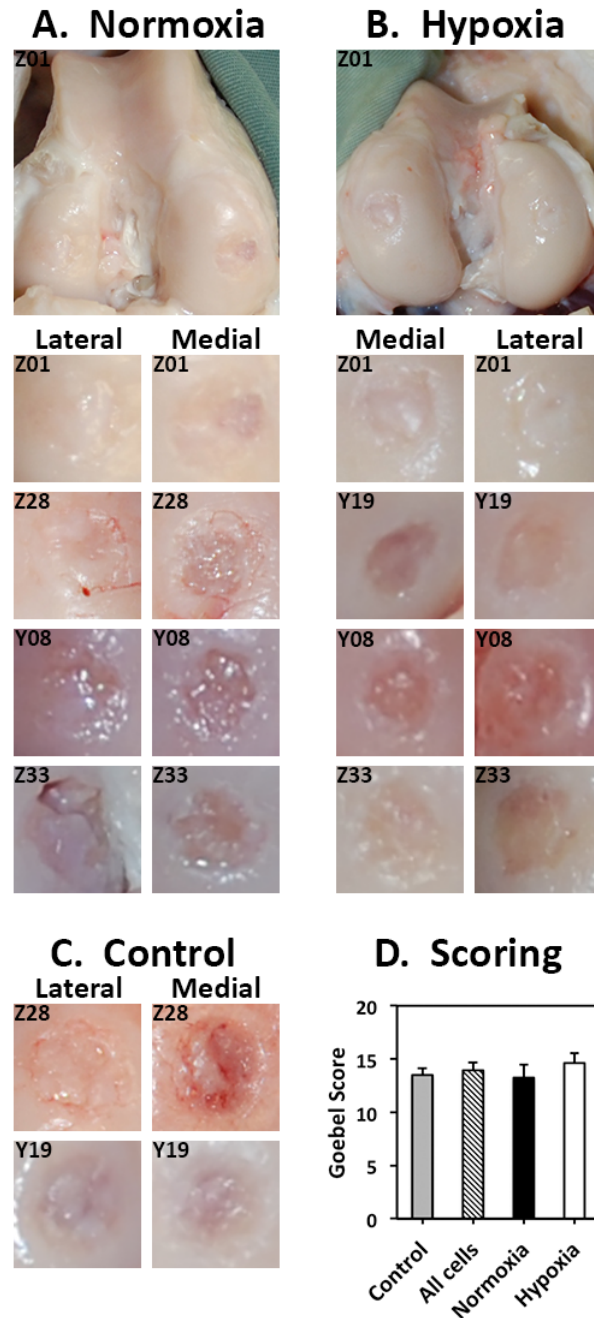 A. Normoxia
B. Hypoxia
Z01
Z01
Lateral Medial
Medial Lateral
Z01 Z01
Z01 Z01
Z28 Z28
Y19 Y19
Y08 Y08
Y08 Y08
Z33 Z33
Z33 Z33
C. Control
Lateral Medial
Z28 Z28
Y19 Y19
D. Scoring
20
15
10
5
0
Goebel Score
Control
All cells
Normoxia
Hypoxia